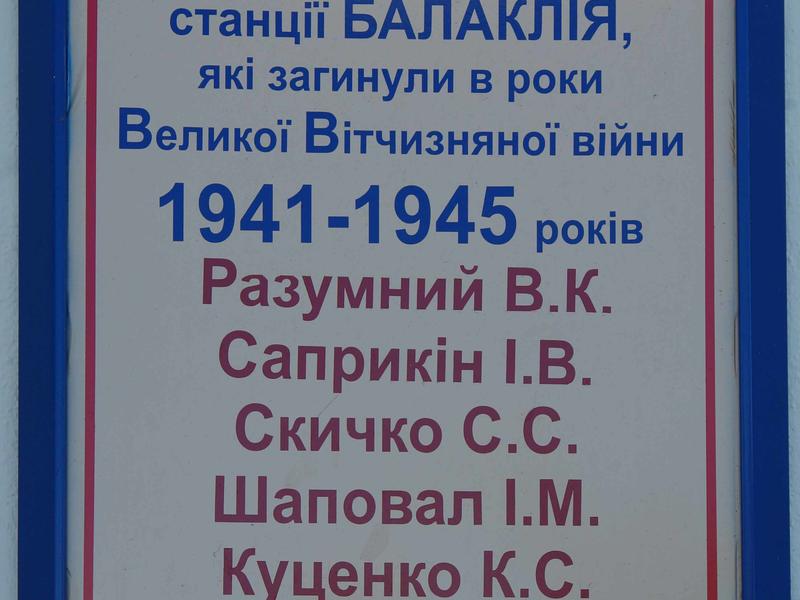 станції БАЛАКЛІЯ,
які загинули в роки
Великої Вітчизняної війни
1941-1945 років
Разумний В.К.
Саприкін І.В.
Скичко С.С.
Шаповал І.М.
Куценко К.С.